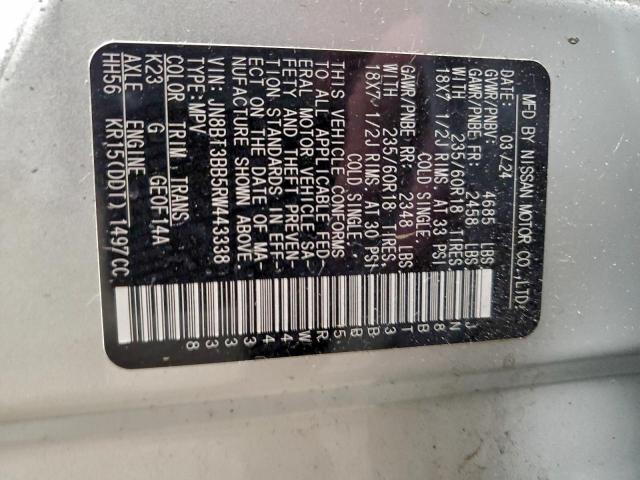 MFD BY NISSAN MOTOR CO.,LTD.
DATE: 03 / 24
GVWR/PNBV: 4685 LBS
GAWR/PNBE FR: 2458 LBS
WITH 235/60R18 TIRES,
18X7 1/2J RIMS AT 33 PSI
COLD SINGLE.
GAWR/PNBE RR: 2348 LBS
WITH 235/60R18 TIRES,
18X7 1/2J RIMS AT 30 PSI
COLD SINGLE.
THIS VEHICLE CONFORMS
TO ALL APPLICABLE FED-
ERAL MOTOR VEHICLE SA-
FETY AND THEFT PREVEN-
TION STANDARDS IN EFF-
ECT ON THE DATE OF MA-
NUFACTURE SHOWN ABOVE
VIN: JN8BT3BB5RW443338
TYPE: MPV
COLOR TRIM TRANS
K23 G GE0F14A
AXLE ENGINE
HH56 KR15(DDT) 1497CC
JN8BT3BB5RW443338